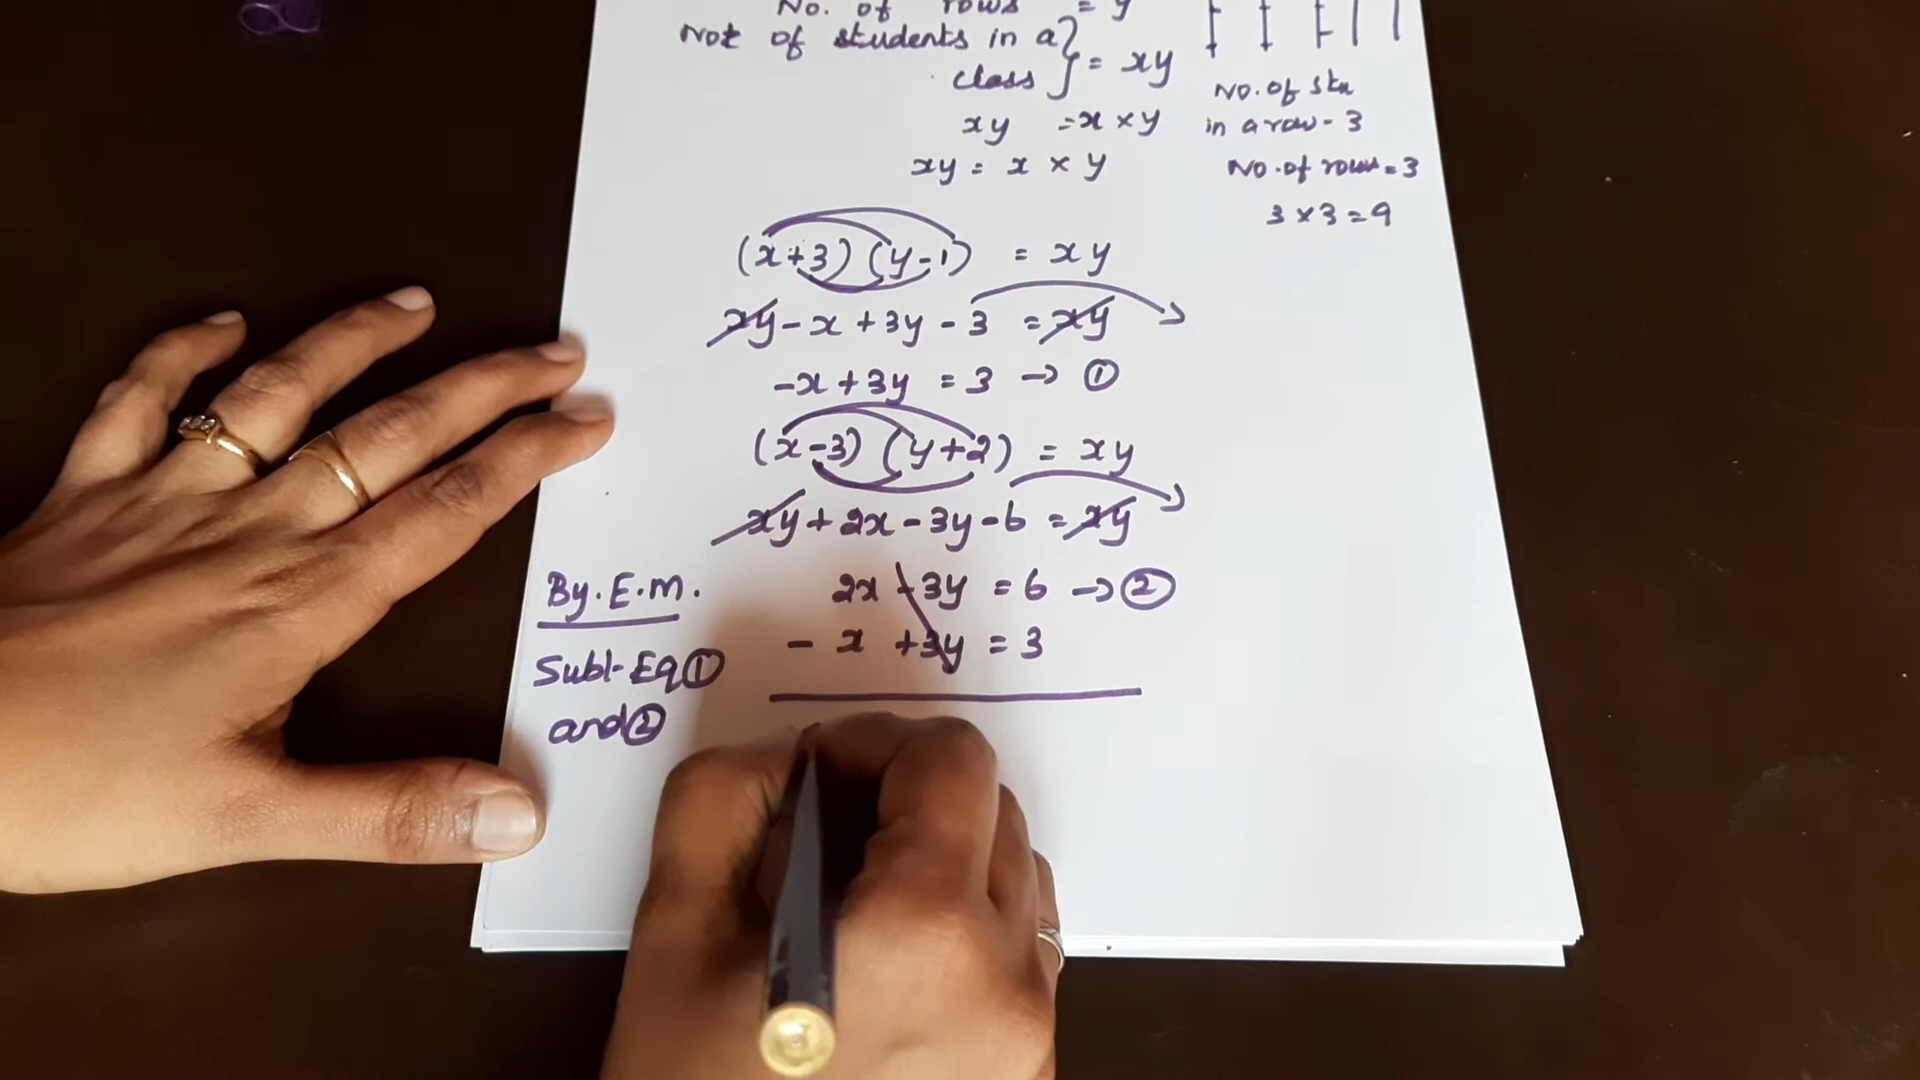 No. of rows = y
Not of students in a
class } = xy
xy = x × y
xy = x × y
No. of stu
in a row - 3
No. of rows = 3
3 × 3 = 9
(x+3) (y-1) = xy
xy - x + 3y - 3 = xy
-x + 3y = 3 → ①
(x-3) (y+2) = xy
xy + 2x - 3y - 6 = xy
By. E.M.
2x - 3y = 6 → ②
- x + 3y = 3
Subt- Eq ①
and ②